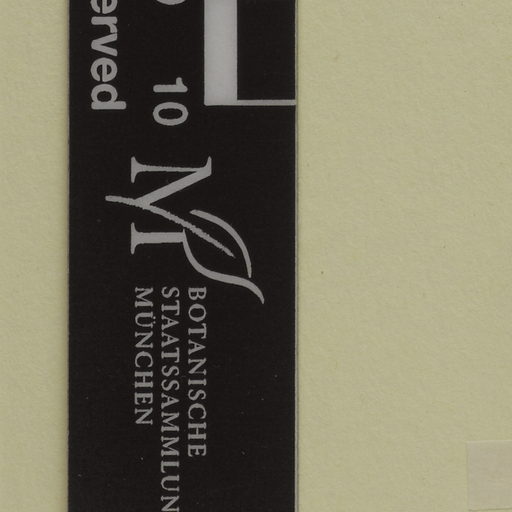 erved
10
BOTANISCHE
STAATSSAMMLUN
MÜNCHEN